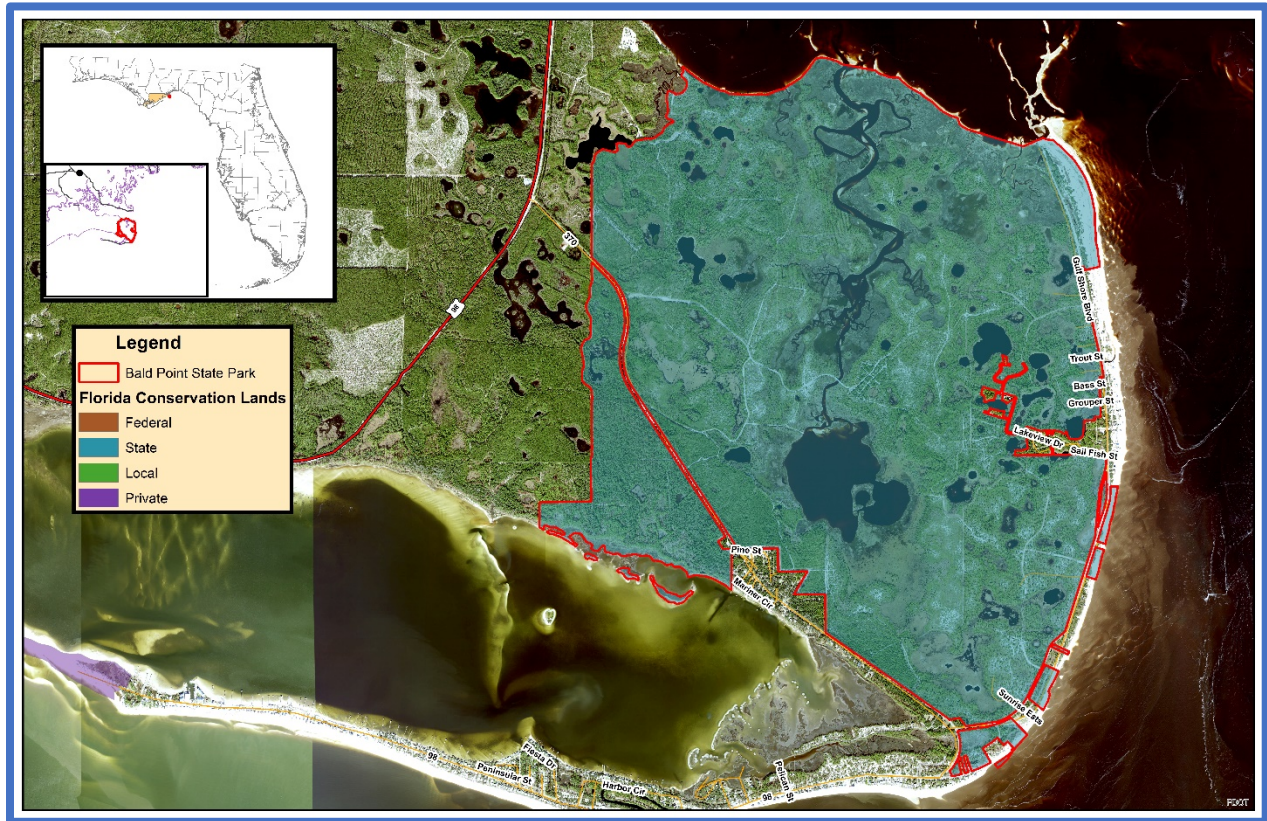 Legend
Bald Point State Park
Florida Conservation Lands
Federal
State
Local
Private
370
98
Gulf Shore Blvd
Trout St
Bass St
Grouper St
Lakeview Dr
Sail Fish St
Pine St
Mariner Cir
Sunrise Ests
Fiesta Dr
Peninsular St
98
Harbor Cir
Pelican St
98
FDOT